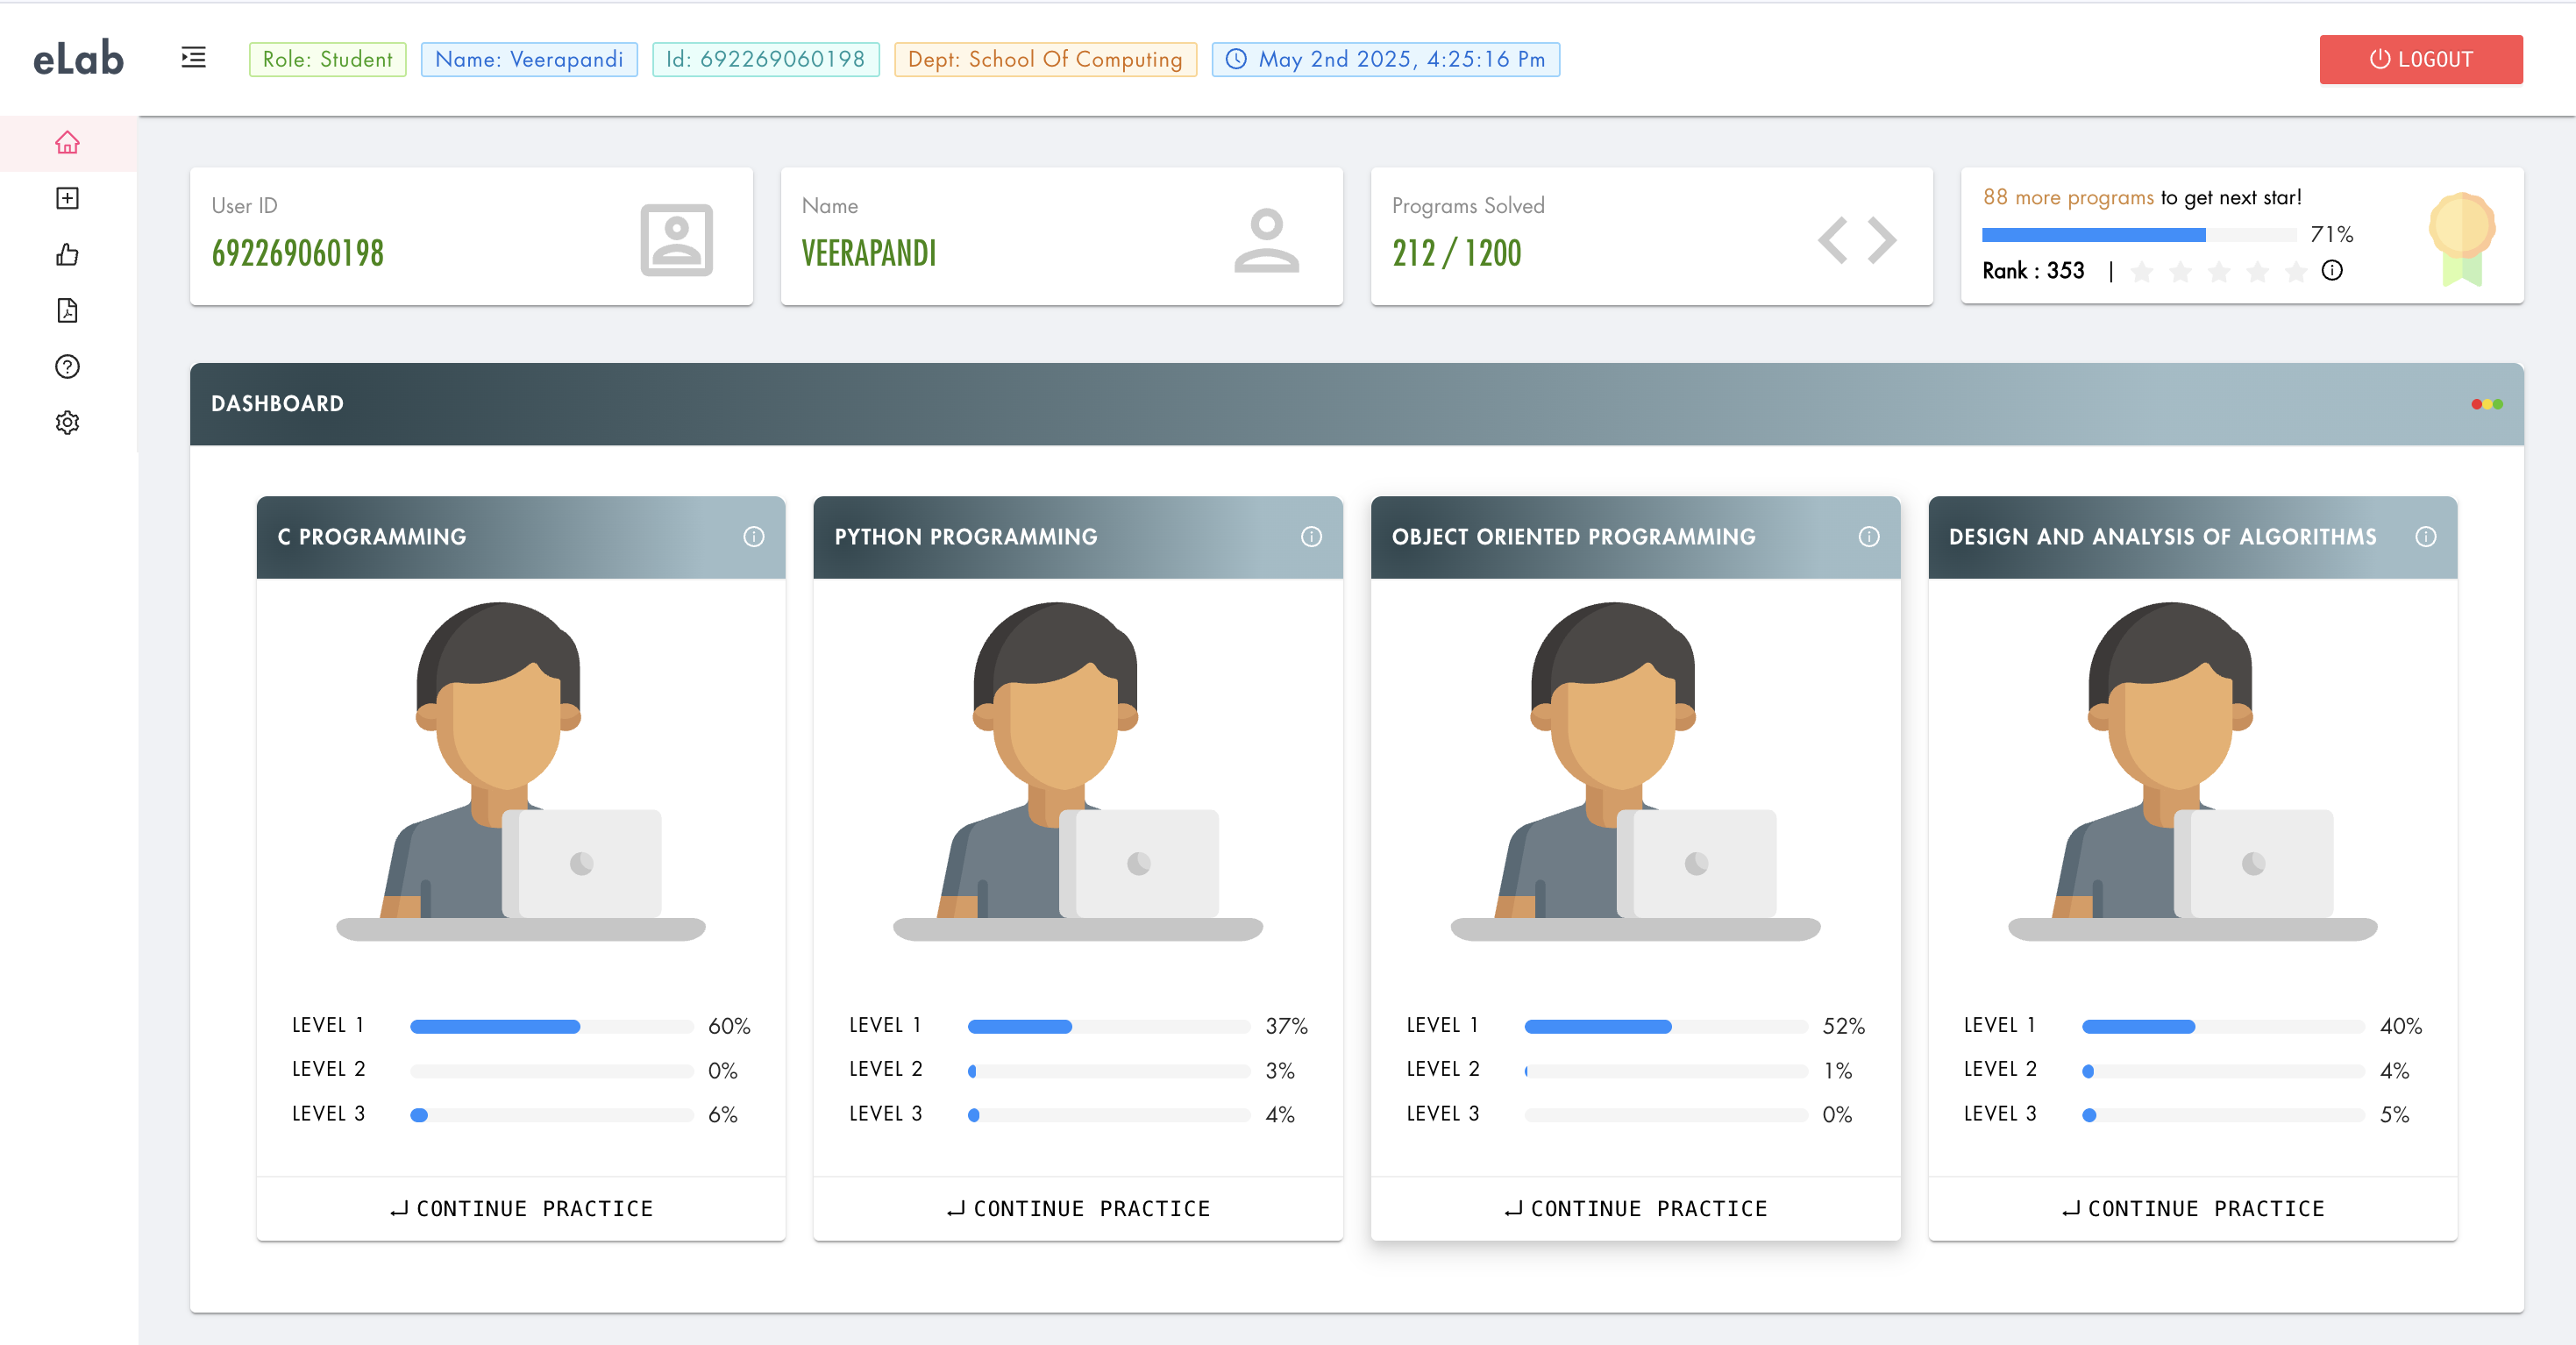 eLab
Role: Student
Name: Veerapandi
Id: 692269060198
Dept: School Of Computing
May 2nd 2025, 4:25:16 Pm
LOGOUT
User ID
692269060198
Name
VEERAPANDI
Programs Solved
212 / 1200
88 more programs to get next star!
71%
Rank : 353 |
DASHBOARD
C PROGRAMMING
LEVEL 1 60%
LEVEL 2 0%
LEVEL 3 6%
CONTINUE PRACTICE
PYTHON PROGRAMMING
LEVEL 1 37%
LEVEL 2 3%
LEVEL 3 4%
CONTINUE PRACTICE
OBJECT ORIENTED PROGRAMMING
LEVEL 1 52%
LEVEL 2 1%
LEVEL 3 0%
CONTINUE PRACTICE
DESIGN AND ANALYSIS OF ALGORITHMS
LEVEL 1 40%
LEVEL 2 4%
LEVEL 3 5%
CONTINUE PRACTICE